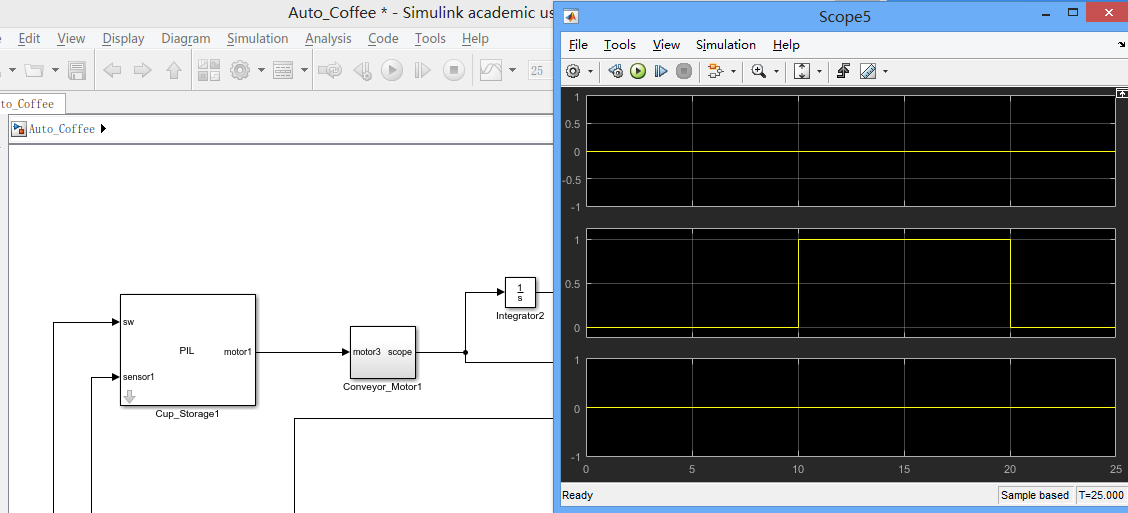 Auto_Coffee * - Simulink academic us
Edit View Display Diagram Simulation Analysis Code Tools Help
25
to_Coffee
Auto_Coffee
sw
PIL
motor1
sensor1
Cup_Storage1
motor3 scope
Conveyor_Motor1
1
s
Integrator2
Scope5
File Tools View Simulation Help
1
0.5
0
-0.5
-1
1
0.5
0
1
0
-1
0 5 10 15 20 25
Ready
Sample based T=25.000